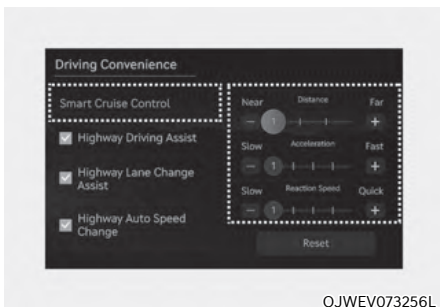 Driving Convenience
Smart Cruise Control
Highway Driving Assist
Highway Lane Change
Assist
Highway Auto Speed
Change
Near Distance Far
− 1 +
Slow Acceleration Fast
− 1 +
Slow Reaction Speed Quick
− 1 +
Reset
OJWEV073256L